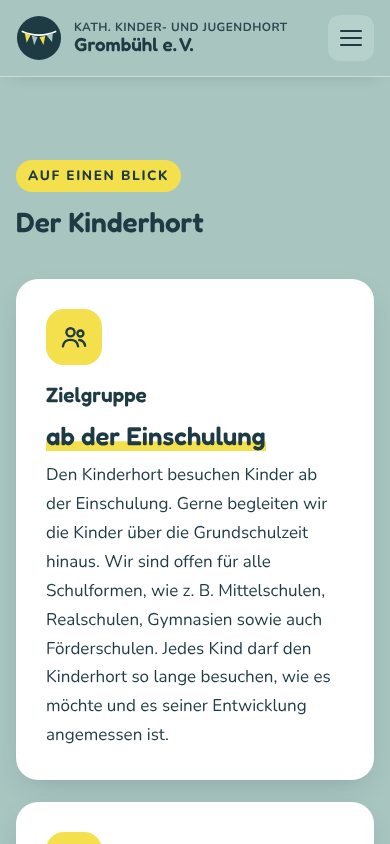 KATH. KINDER- UND JUGENDHORT
Grombühl e. V.
AUF EINEN BLICK
Der Kinderhort
Zielgruppe
ab der Einschulung
Den Kinderhort besuchen Kinder ab
der Einschulung. Gerne begleiten wir
die Kinder über die Grundschulzeit
hinaus. Wir sind offen für alle
Schulformen, wie z. B. Mittelschulen,
Realschulen, Gymnasien sowie auch
Förderschulen. Jedes Kind darf den
Kinderhort so lange besuchen, wie es
möchte und es seiner Entwicklung
angemessen ist.